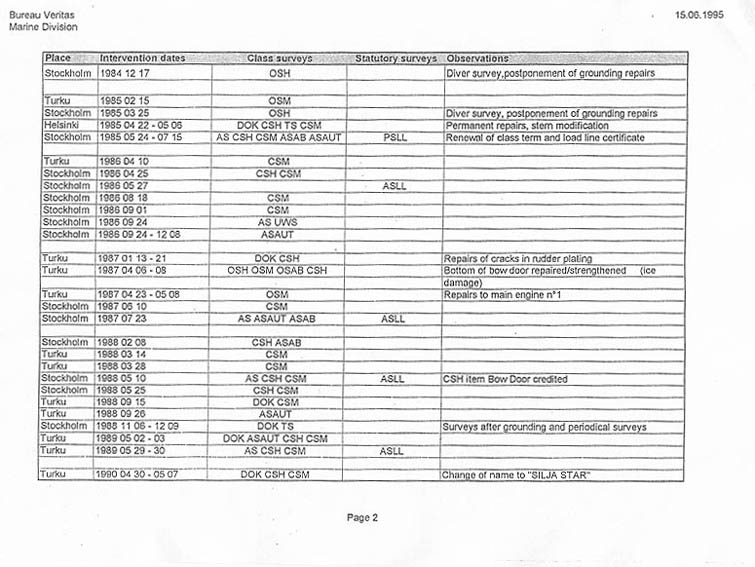 Bureau Veritas
Marine Division
15.06.1995
Place Intervention dates Class surveys Statutory surveys Observations
Stockholm 1984 12 17 OSH Diver survey,postponement of grounding repairs
Turku 1985 02 15 OSM
Stockholm 1985 03 25 OSH Diver survey, postponement of grounding repairs
Helsinki 1985 04 22 - 05 06 DOK CSH TS CSM Permanent repairs, stem modification
Stockholm 1985 05 24 - 07 15 AS CSH CSM ASAB ASAUT PSLL Renewal of class term and load line certificate
Turku 1986 04 10 CSM
Stockholm 1986 04 25 CSH CSM
Stockholm 1986 05 27 ASLL
Stockholm 1986 08 18 CSM
Stockholm 1986 09 01 CSM
Stockholm 1986 09 24 AS UWS
Stockholm 1986 09 24 - 12 08 ASAUT
Turku 1987 01 13 - 21 DOK CSH Repairs of cracks in rudder plating
Turku 1987 04 06 - 08 OSH OSM OSAB CSH Bottom of bow door repaired/strengthened (ice
damage)
Turku 1987 04 23 - 05 08 OSM Repairs to main engine n°1
Stockholm 1987 06 10 CSM
Stockholm 1987 07 23 AS ASAUT ASAB ASLL
Stockholm 1988 02 08 CSH ASAB
Turku 1988 03 14 CSM
Turku 1988 03 28 CSM
Stockholm 1988 05 10 AS CSH CSM ASLL CSH item Bow Door credited
Stockholm 1988 05 25 CSH CSM
Turku 1988 09 15 DOK CSM
Turku 1988 09 26 ASAUT
Stockholm 1988 11 06 - 12 09 DOK TS Surveys after grounding and periodical surveys
Turku 1989 05 02 - 03 DOK ASAUT CSH CSM
Turku 1989 05 29 - 30 AS CSH CSM ASLL
Turku 1990 04 30 - 05 07 DOK CSH CSM Change of name to "SILJA STAR"
Page 2